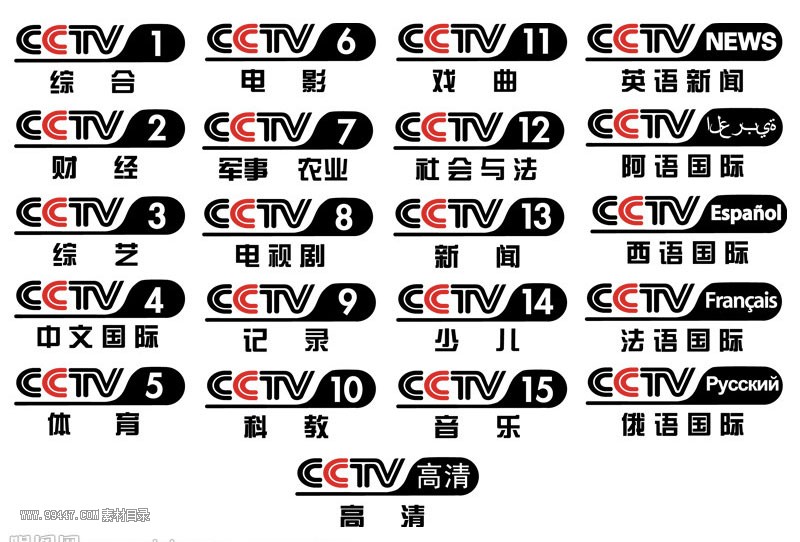 CCTV 1
综合
CCTV 6
电影
CCTV 11
戏曲
CCTV NEWS
英语新闻
CCTV 2
财经
CCTV 7
军事 农业
CCTV 12
社会与法
CCTV العربية
阿语国际
CCTV 3
综艺
CCTV 8
电视剧
CCTV 13
新闻
CCTV Español
西语国际
CCTV 4
中文国际
CCTV 9
记录
CCTV 14
少儿
CCTV Français
法语国际
CCTV 5
体育
CCTV 10
科教
CCTV 15
音乐
CCTV Русский
俄语国际
CCTV 高清
高清
www.99447.com 素材目录